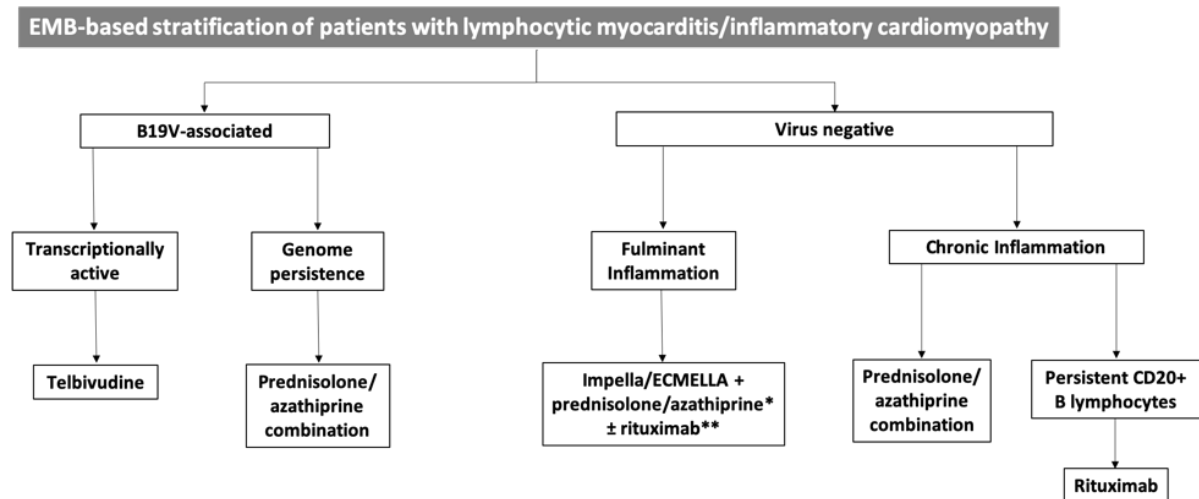 EMB-based stratification of patients with lymphocytic myocarditis/inflammatory cardiomyopathy
B19V-associated
Virus negative
Transcriptionally
active
Genome
persistence
Fulminant
Inflammation
Chronic Inflammation
Telbivudine
Prednisolone/
azathiprine
combination
Impella/ECMELLA +
prednisolone/azathiprine*
± rituximab**
Prednisolone/
azathiprine
combination
Persistent CD20+
B lymphocytes
Rituximab